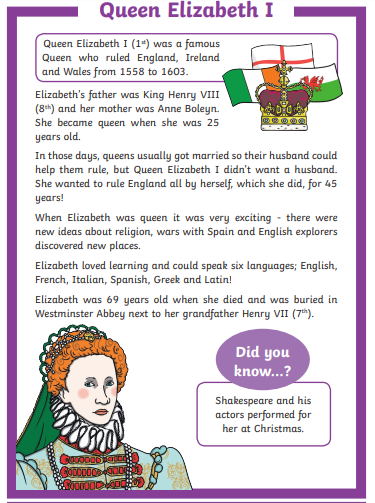 Queen Elizabeth I
Queen Elizabeth I (1st) was a famous
Queen who ruled England, Ireland
and Wales from 1558 to 1603.
Elizabeth's father was King Henry VIII
(8th) and her mother was Anne Boleyn.
She became queen when she was 25
years old.
In those days, queens usually got married so their husband could
help them rule, but Queen Elizabeth I didn't want a husband.
She wanted to rule England all by herself, which she did, for 45
years!
When Elizabeth was queen it was very exciting - there were
new ideas about religion, wars with Spain and English explorers
discovered new places.
Elizabeth loved learning and could speak six languages; English,
French, Italian, Spanish, Greek and Latin!
Elizabeth was 69 years old when she died and was buried in
Westminster Abbey next to her grandfather Henry VII (7th).
Did you
know...?
Shakespeare and his
actors performed for
her at Christmas.